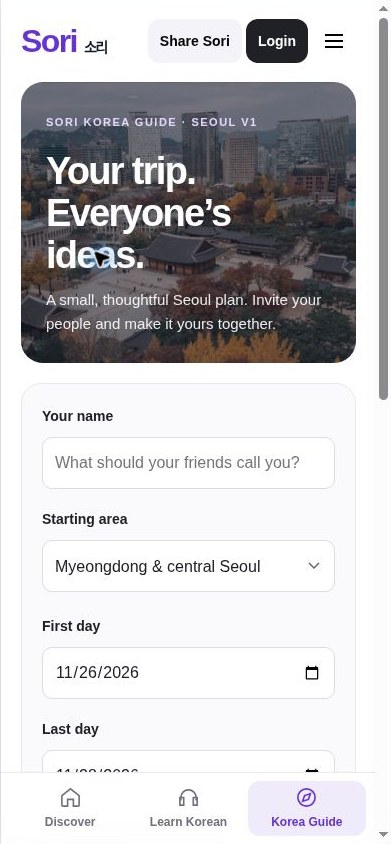 Sori 소리
Share Sori
Login
SORI KOREA GUIDE · SEOUL V1
Your trip.
Everyone's
ideas.
A small, thoughtful Seoul plan. Invite your
people and make it yours together.
Your name
What should your friends call you?
Starting area
Myeongdong & central Seoul
First day
11/26/2026
Last day
Discover
Learn Korean
Korea Guide